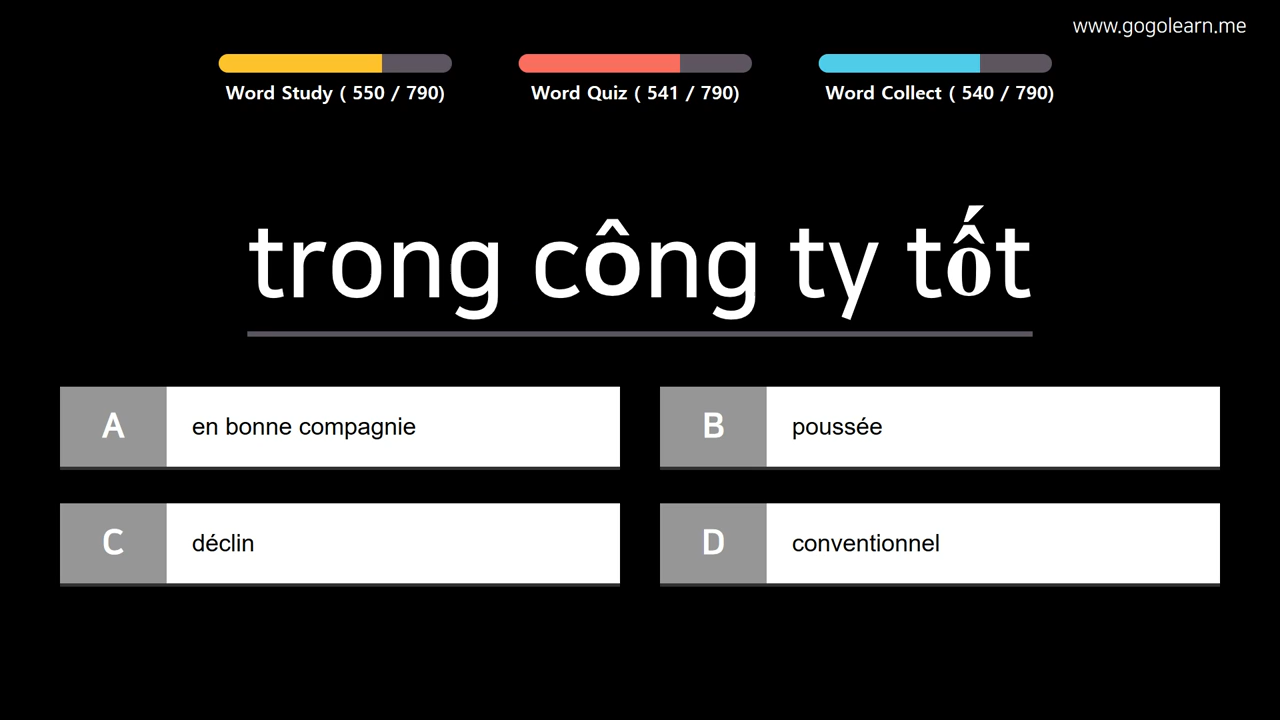 www.gogolearn.me
Word Study ( 550 / 790)
Word Quiz ( 541 / 790)
Word Collect ( 540 / 790)
trong công ty tốt
A en bonne compagnie
B poussée
C déclin
D conventionnel